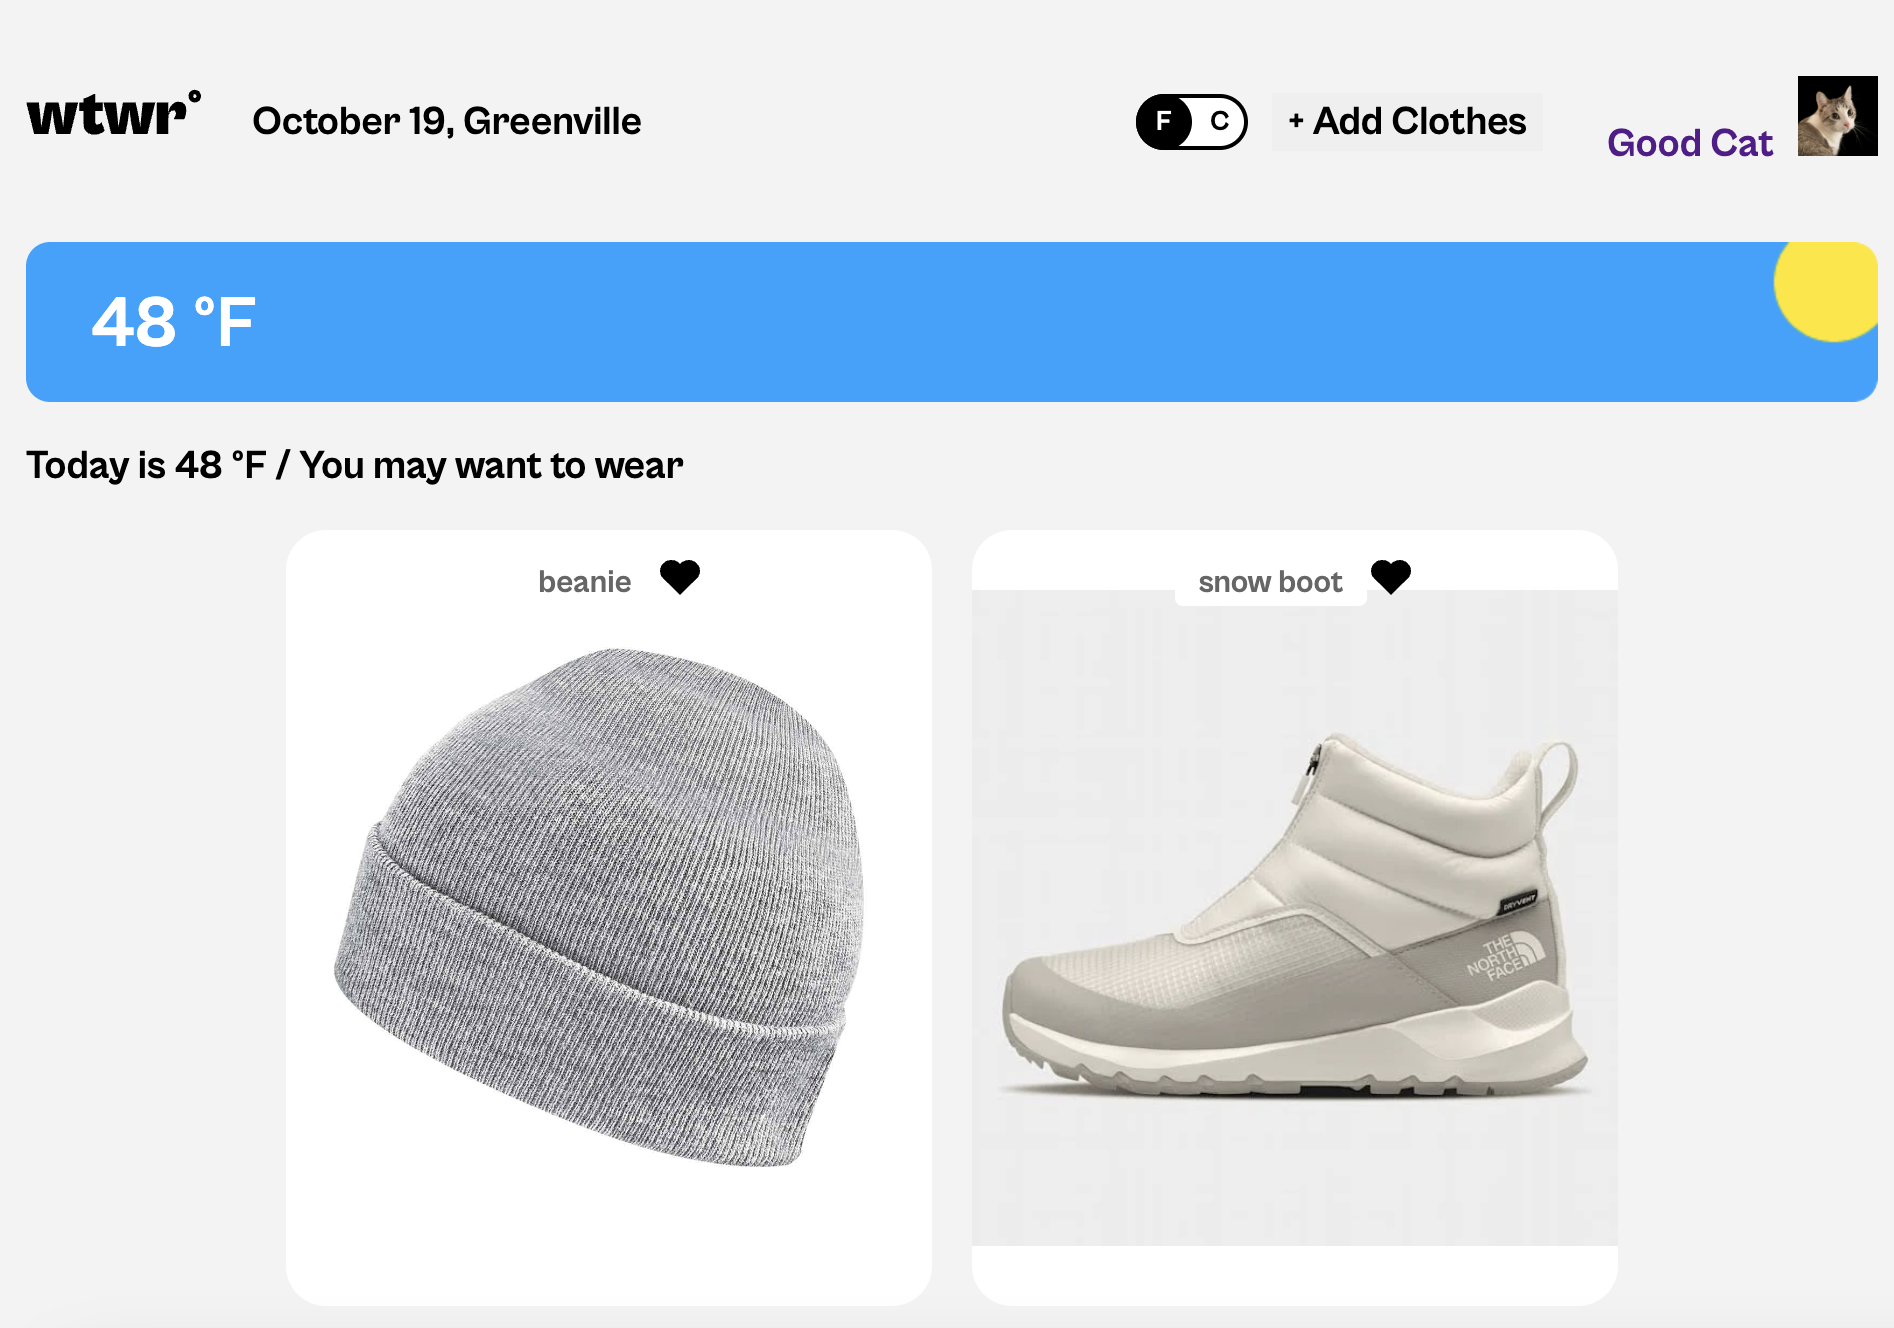 wtwr°
October 19, Greenville
F C
+ Add Clothes
Good Cat
48 °F
Today is 48 °F / You may want to wear
beanie
snow boot
DRYVENT
THE
NORTH
FACE